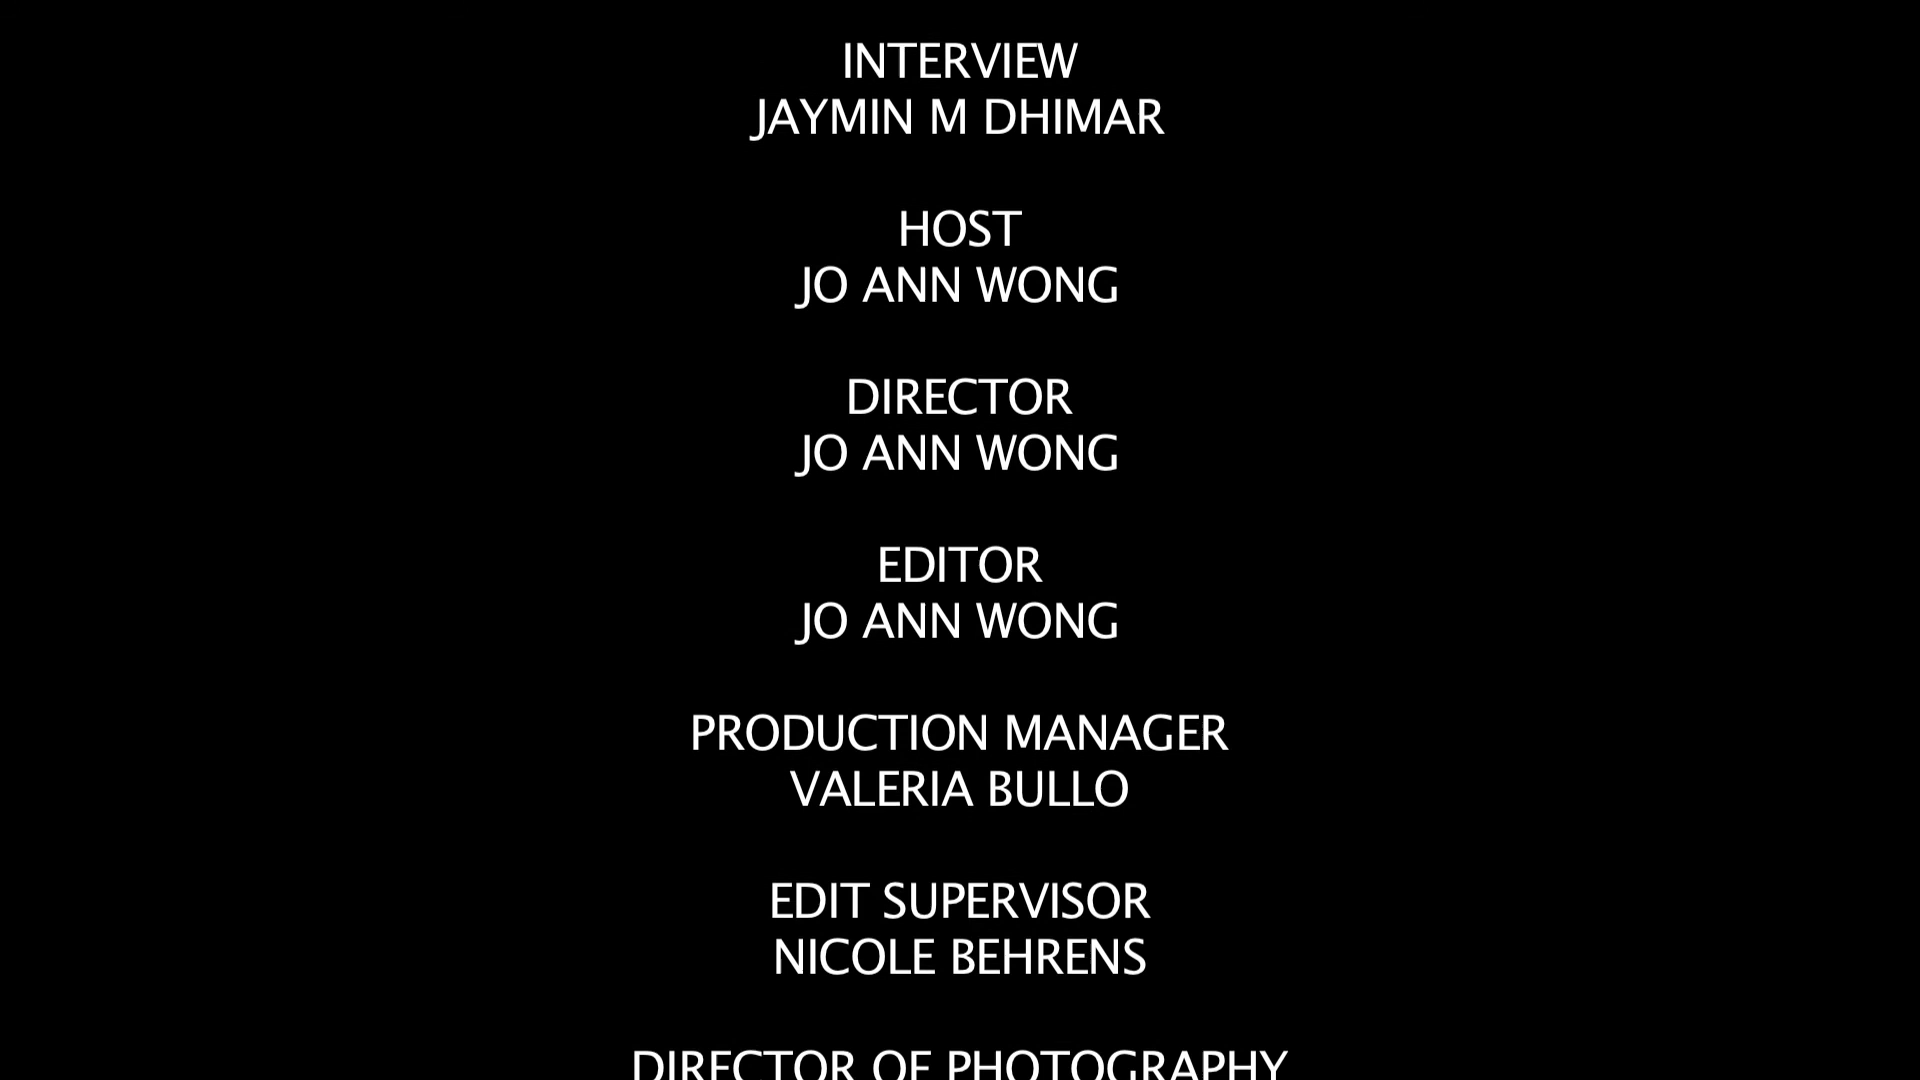 INTERVIEW
JAYMIN M DHIMAR
HOST
JO ANN WONG
DIRECTOR
JO ANN WONG
EDITOR
JO ANN WONG
PRODUCTION MANAGER
VALERIA BULLO
EDIT SUPERVISOR
NICOLE BEHRENS
DIRECTOR OF PHOTOGRAPHY